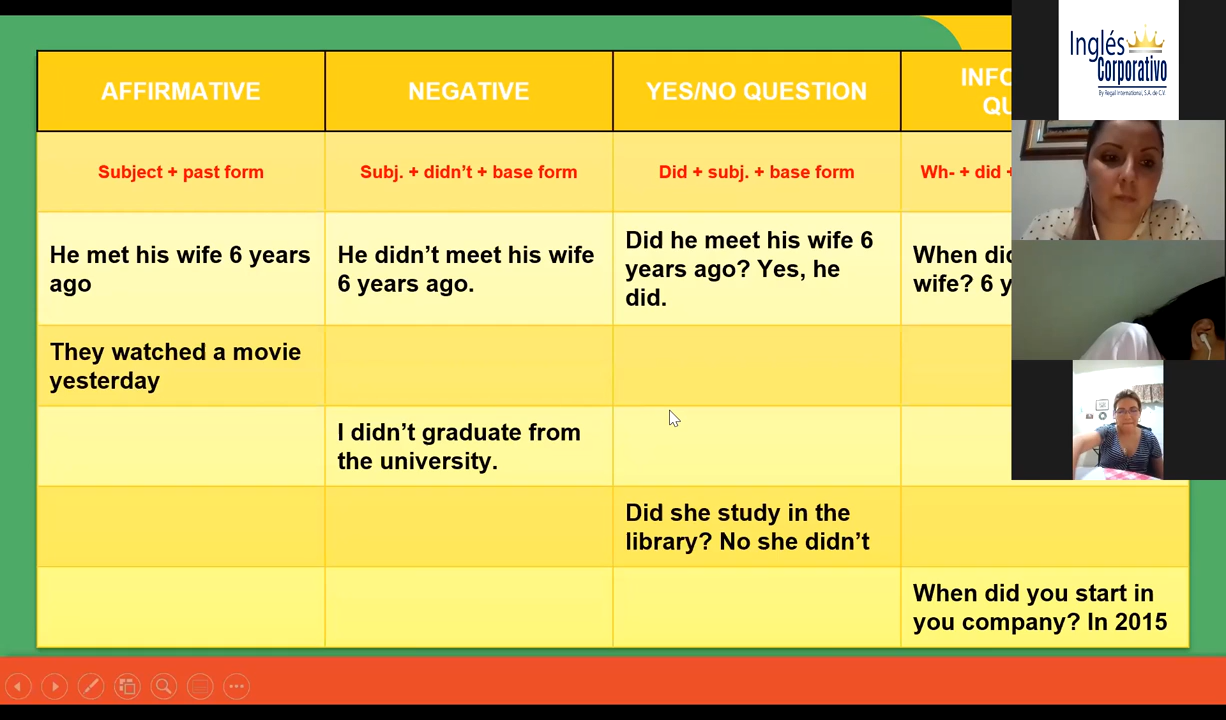 Inglés
Corporativo
By Regall International, S.A. de C.V.
AFFIRMATIVE
NEGATIVE
YES/NO QUESTION
Subject + past form
Subj. + didn’t + base form
Did + subj. + base form
Wh- + did +
He met his wife 6 years
ago
He didn’t meet his wife
6 years ago.
Did he meet his wife 6
years ago? Yes, he
did.
When
wife? 6
They watched a movie
yesterday
I didn’t graduate from
the university.
Did she study in the
library? No she didn’t
When did you start in
you company? In 2015